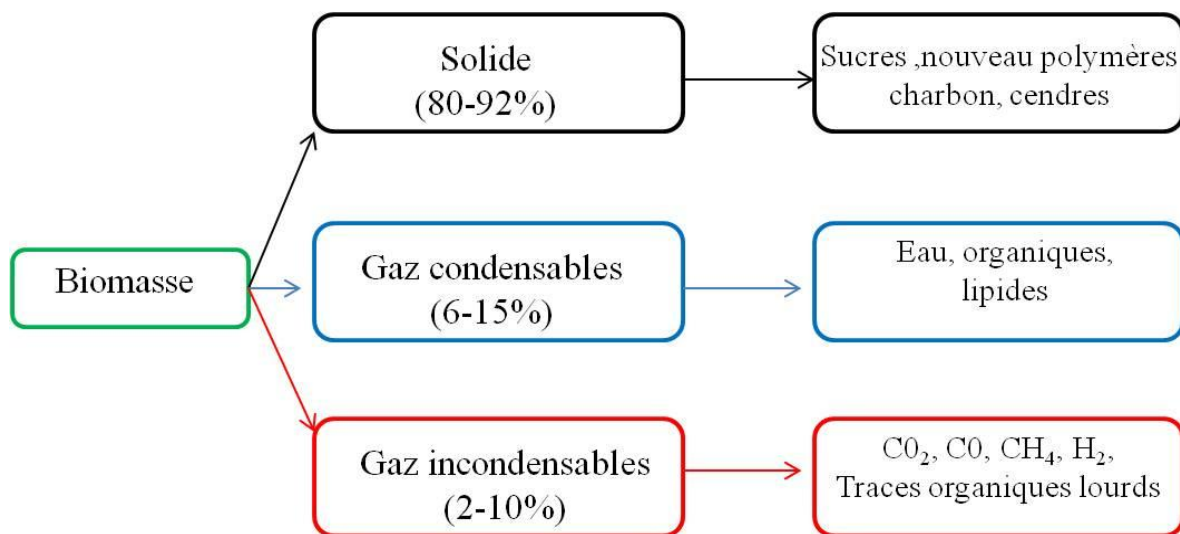 Solide
(80-92%)
Sucres ,nouveau polymères
charbon, cendres
Biomasse
Gaz condensables
(6-15%)
Eau, organiques,
lipides
Gaz incondensables
(2-10%)
C0₂, C0, CH₄, H₂,
Traces organiques lourds